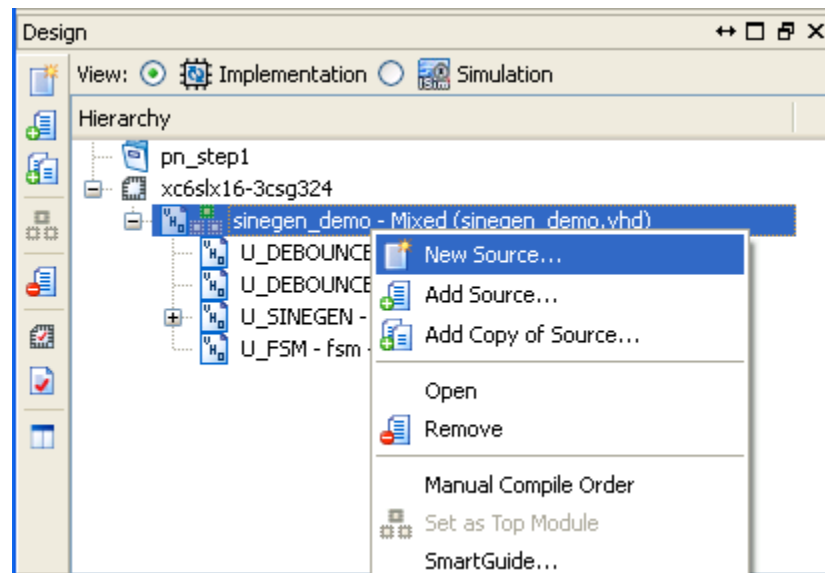 Design
View: Implementation Simulation
ISim
Hierarchy
pn_step1
xc6slx16-3csg324
sinegen_demo - Mixed (sinegen_demo.vhd)
U_DEBOUNCE
U_DEBOUNCE
U_SINEGEN -
U_FSM - fsm -
New Source...
Add Source...
Add Copy of Source...
Open
Remove
Manual Compile Order
Set as Top Module
SmartGuide...